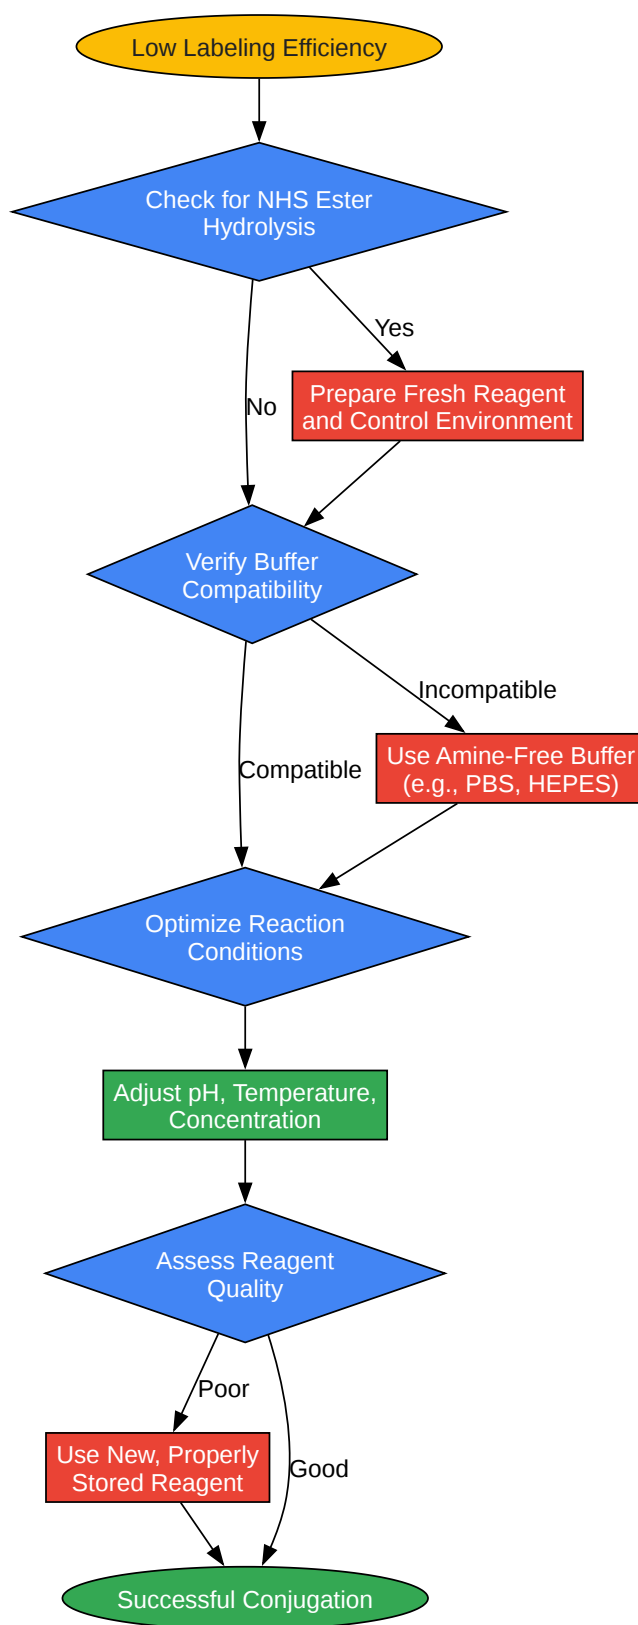 Low Labeling Efficiency
Check for NHS Ester
Hydrolysis
Yes
No
Prepare Fresh Reagent
and Control Environment
Verify Buffer
Compatibility
Incompatible
Compatible
Use Amine-Free Buffer
(e.g., PBS, HEPES)
Optimize Reaction
Conditions
Adjust pH, Temperature,
Concentration
Assess Reagent
Quality
Poor
Good
Use New, Properly
Stored Reagent
Successful Conjugation